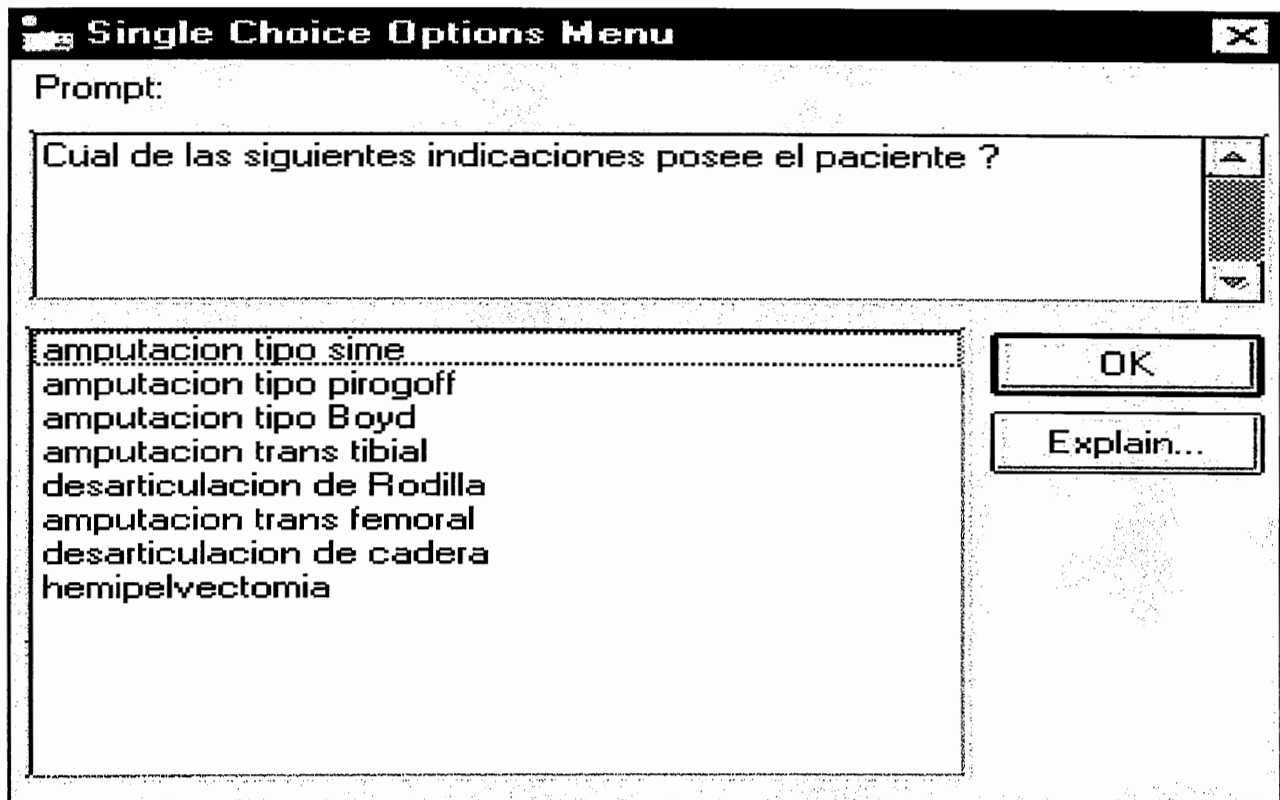 Single Choice Options Menu
Prompt:
Cual de las siguientes indicaciones posee el paciente ?
amputacion tipo sime
amputacion tipo pirogoff
amputacion tipo Boyd
amputacion trans tibial
desarticulacion de Rodilla
amputacion trans femoral
desarticulacion de cadera
hemipelvectomia
OK
Explain...